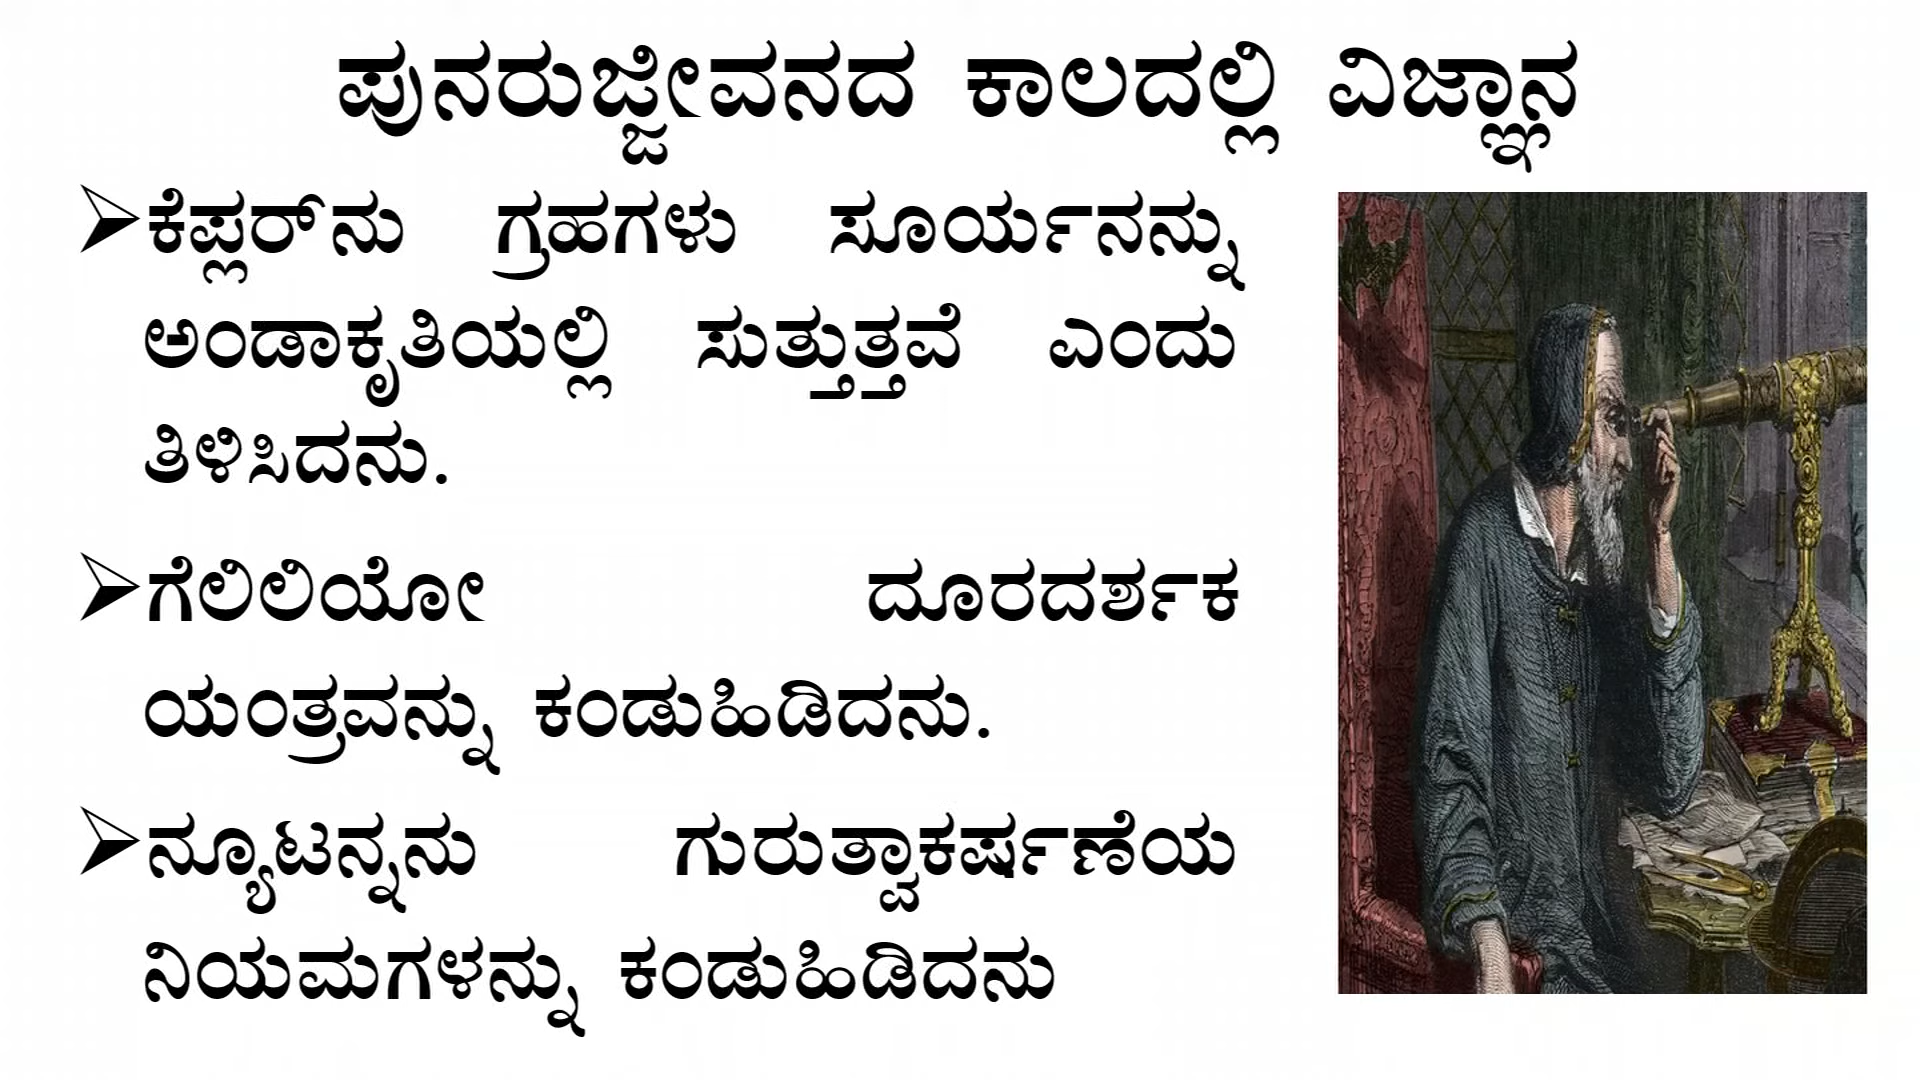 ಪುನರುಜ್ಜೀವನದ ಕಾಲದಲ್ಲಿ ವಿಜ್ಞಾನ
➢ಕೆಪ್ಲರ್‌ನು ಗ್ರಹಗಳು ಸೂರ್ಯನನ್ನು
ಅಂಡಾಕೃತಿಯಲ್ಲಿ ಸುತ್ತುತ್ತವೆ ಎಂದು
ತಿಳಿಸಿದನು.
➢ಗೆಲಿಲಿಯೋ ದೂರದರ್ಶಕ
ಯಂತ್ರವನ್ನು ಕಂಡುಹಿಡಿದನು.
➢ನ್ಯೂಟನ್ನನು ಗುರುತ್ವಾಕರ್ಷಣೆಯ
ನಿಯಮಗಳನ್ನು ಕಂಡುಹಿಡಿದನು